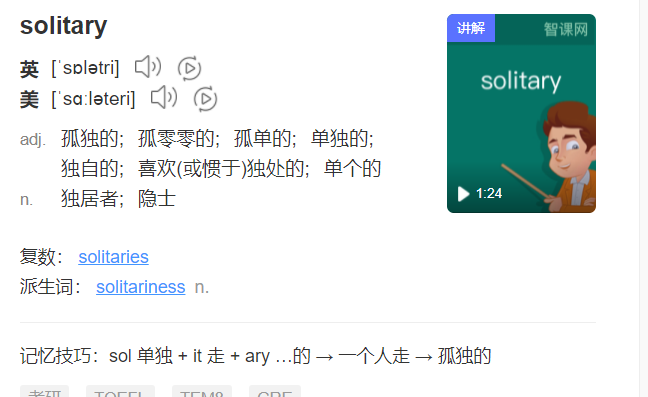 solitary
英 [ˈsɒlətri]
美 [ˈsɑːləteri]
adj. 孤独的；孤零零的；孤单的；单独的；
独自的；喜欢(或惯于)独处的；单个的
n. 独居者；隐士
复数： solitaries
派生词： solitariness n.
记忆技巧：sol 单独 + it 走 + ary …的 → 一个人走 → 孤独的
考研 TOEFL TEM8 GRE
讲解 智课网
solitary
1:24